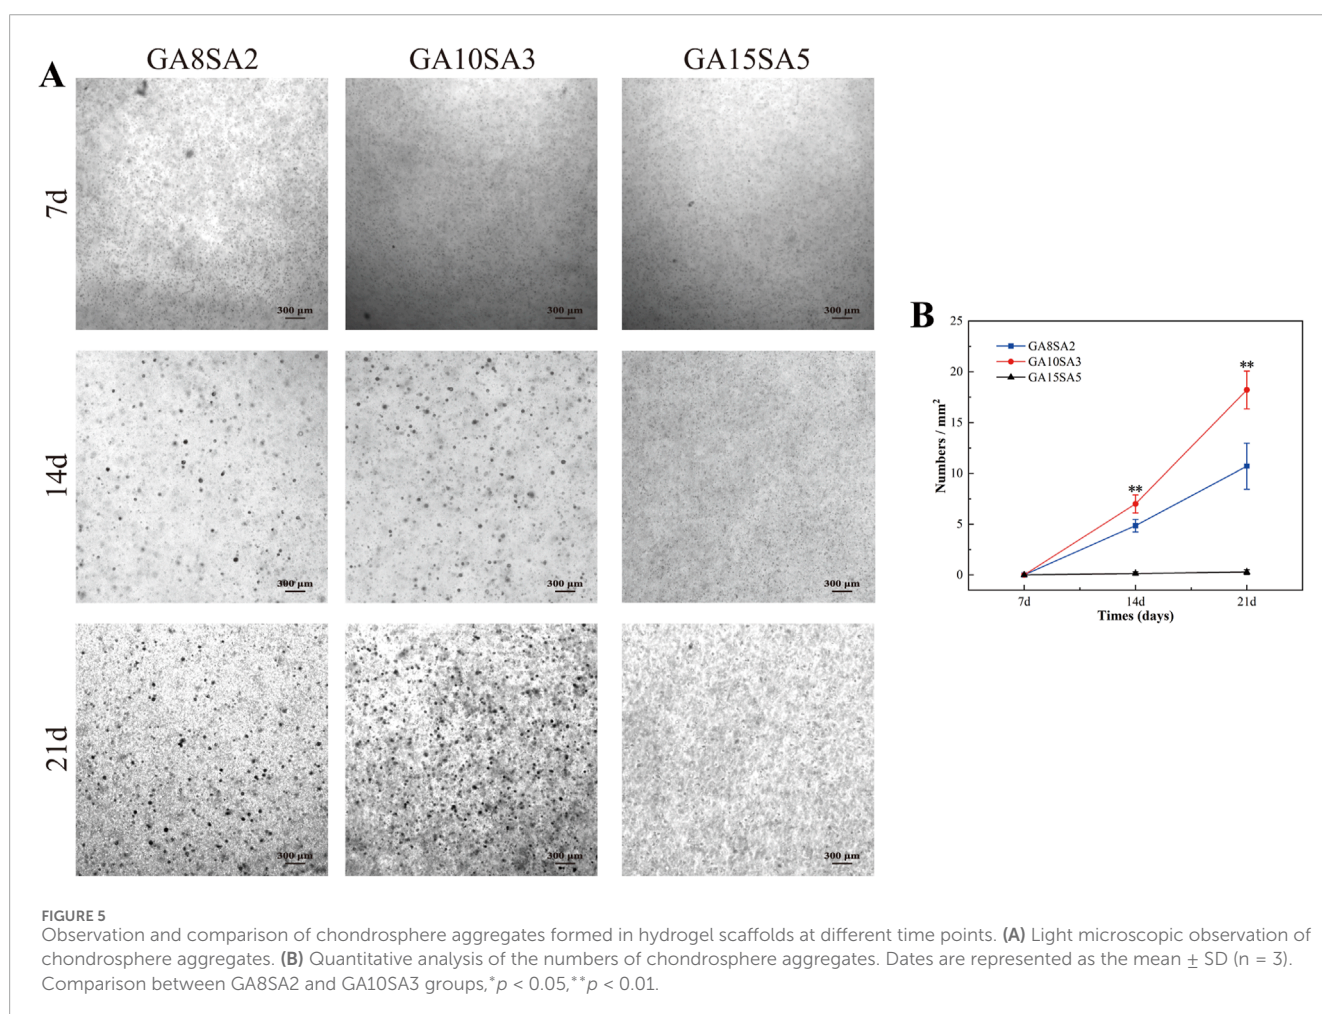 A
GA8SA2
GA10SA3
GA15SA5
7d
300 µm
300 µm
300 µm
14d
300 µm
300 µm
300 µm
21d
300 µm
300 µm
300 µm
B
25
20
15
10
5
0
Numbers / mm²
GA8SA2
GA10SA3
GA15SA5
**
**
7d
14d
21d
Times (days)
FIGURE 5
Observation and comparison of chondrosphere aggregates formed in hydrogel scaffolds at different time points. (A) Light microscopic observation of
chondrosphere aggregates. (B) Quantitative analysis of the numbers of chondrosphere aggregates. Dates are represented as the mean ± SD (n = 3).
Comparison between GA8SA2 and GA10SA3 groups,*p < 0.05,**p < 0.01.